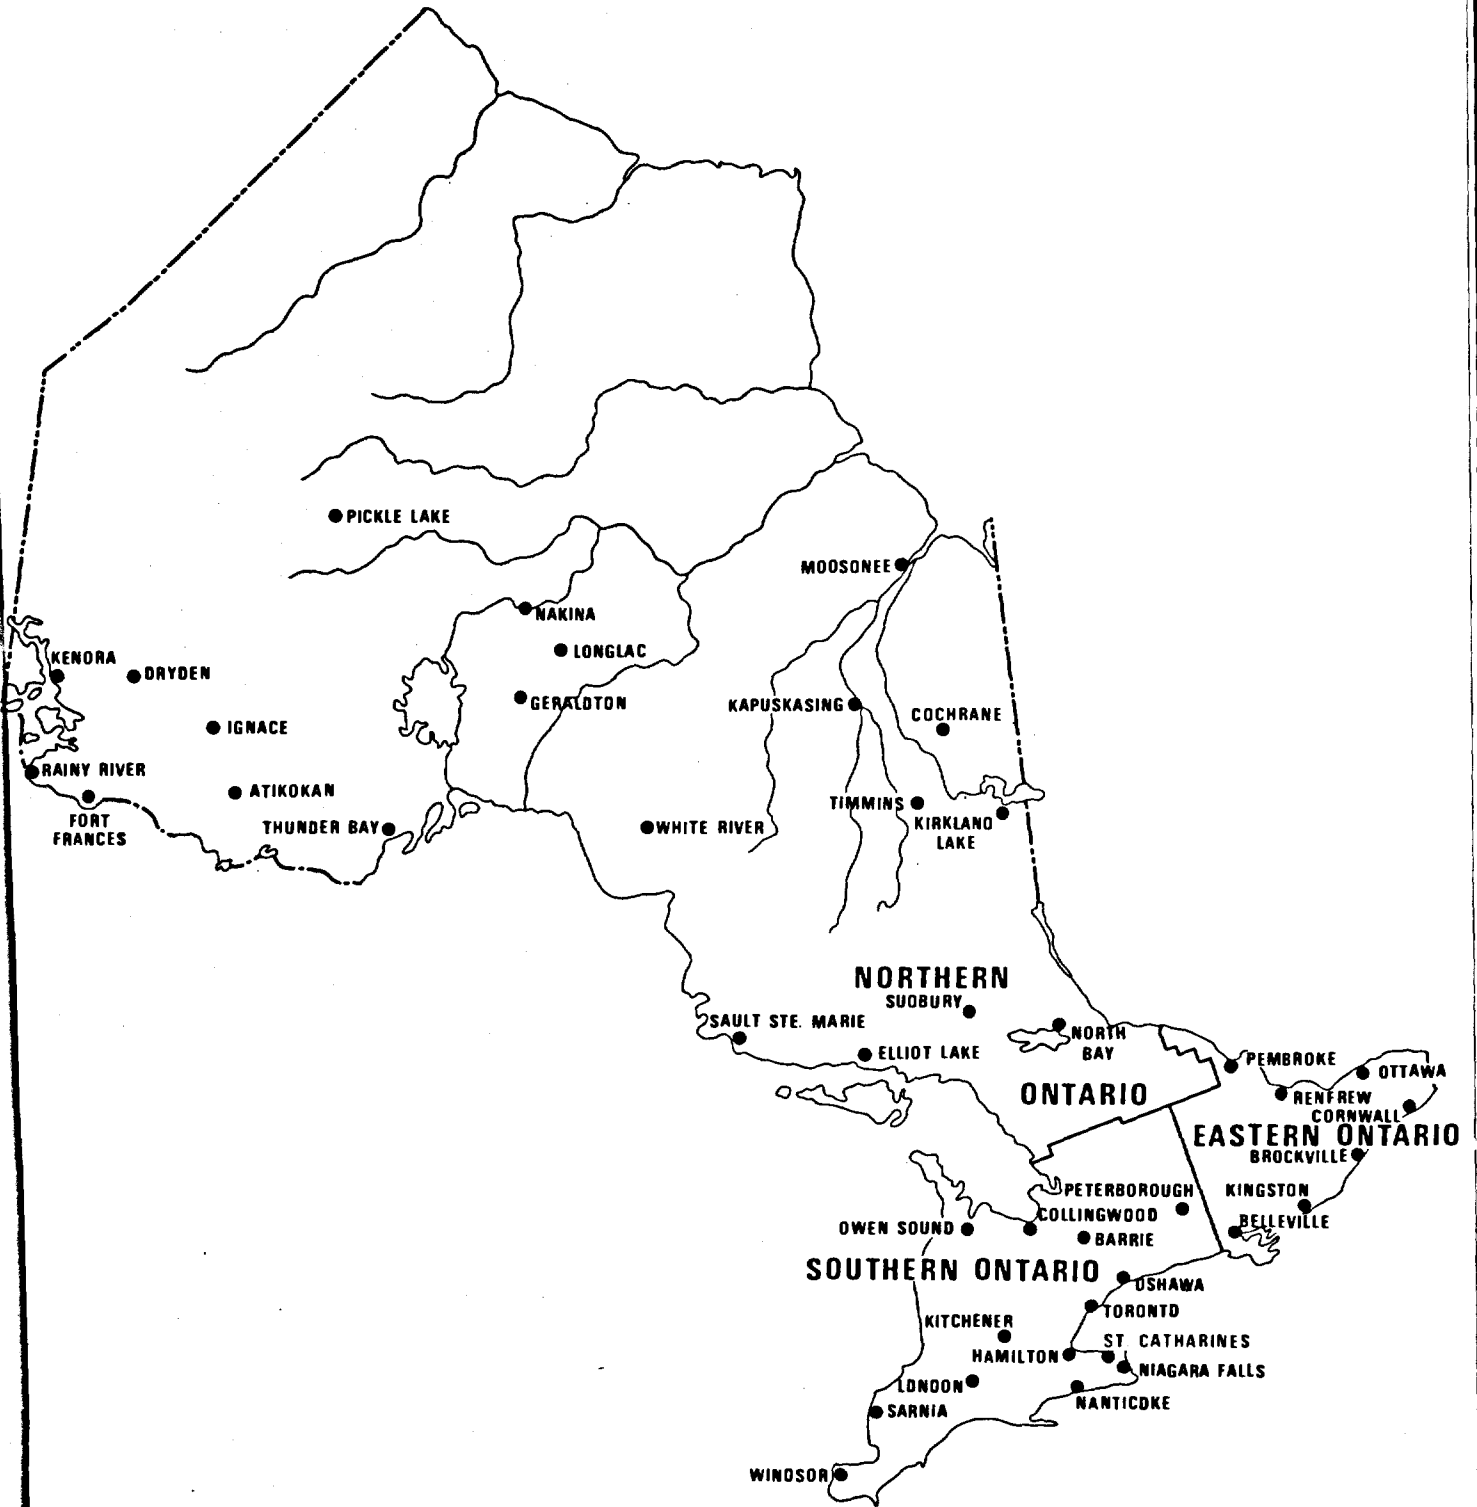 PICKLE LAKE
MOOSONEE
NAKINA
LONGLAC
KENORA
DRYDEN
GERALDTON
KAPUSKASING
COCHRANE
IGNACE
RAINY RIVER
ATIKOKAN
TIMMINS
FORT
FRANCES
THUNDER BAY
WHITE RIVER
KIRKLAND
LAKE
NORTHERN
SUDBURY
SAULT STE. MARIE
NORTH
BAY
ELLIOT LAKE
PEMBROKE
OTTAWA
ONTARIO
RENFREW
CORNWALL
EASTERN ONTARIO
BROCKVILLE
PETERBOROUGH
KINGSTON
COLLINGWOOD
BELLEVILLE
OWEN SOUND
BARRIE
SOUTHERN ONTARIO
OSHAWA
TORONTO
KITCHENER
ST. CATHARINES
HAMILTON
NIAGARA FALLS
LONDON
NANTICOKE
SARNIA
WINDSOR